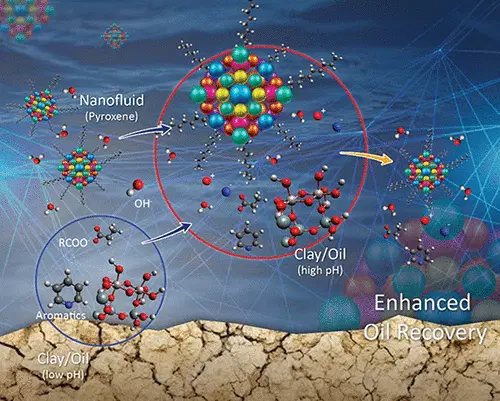 Nanofluid
(Pyroxene)
OH⁻
RCOO⁻
Aromatics
Clay/Oil
(low pH)
Clay/Oil
(high pH)
Enhanced
Oil Recovery